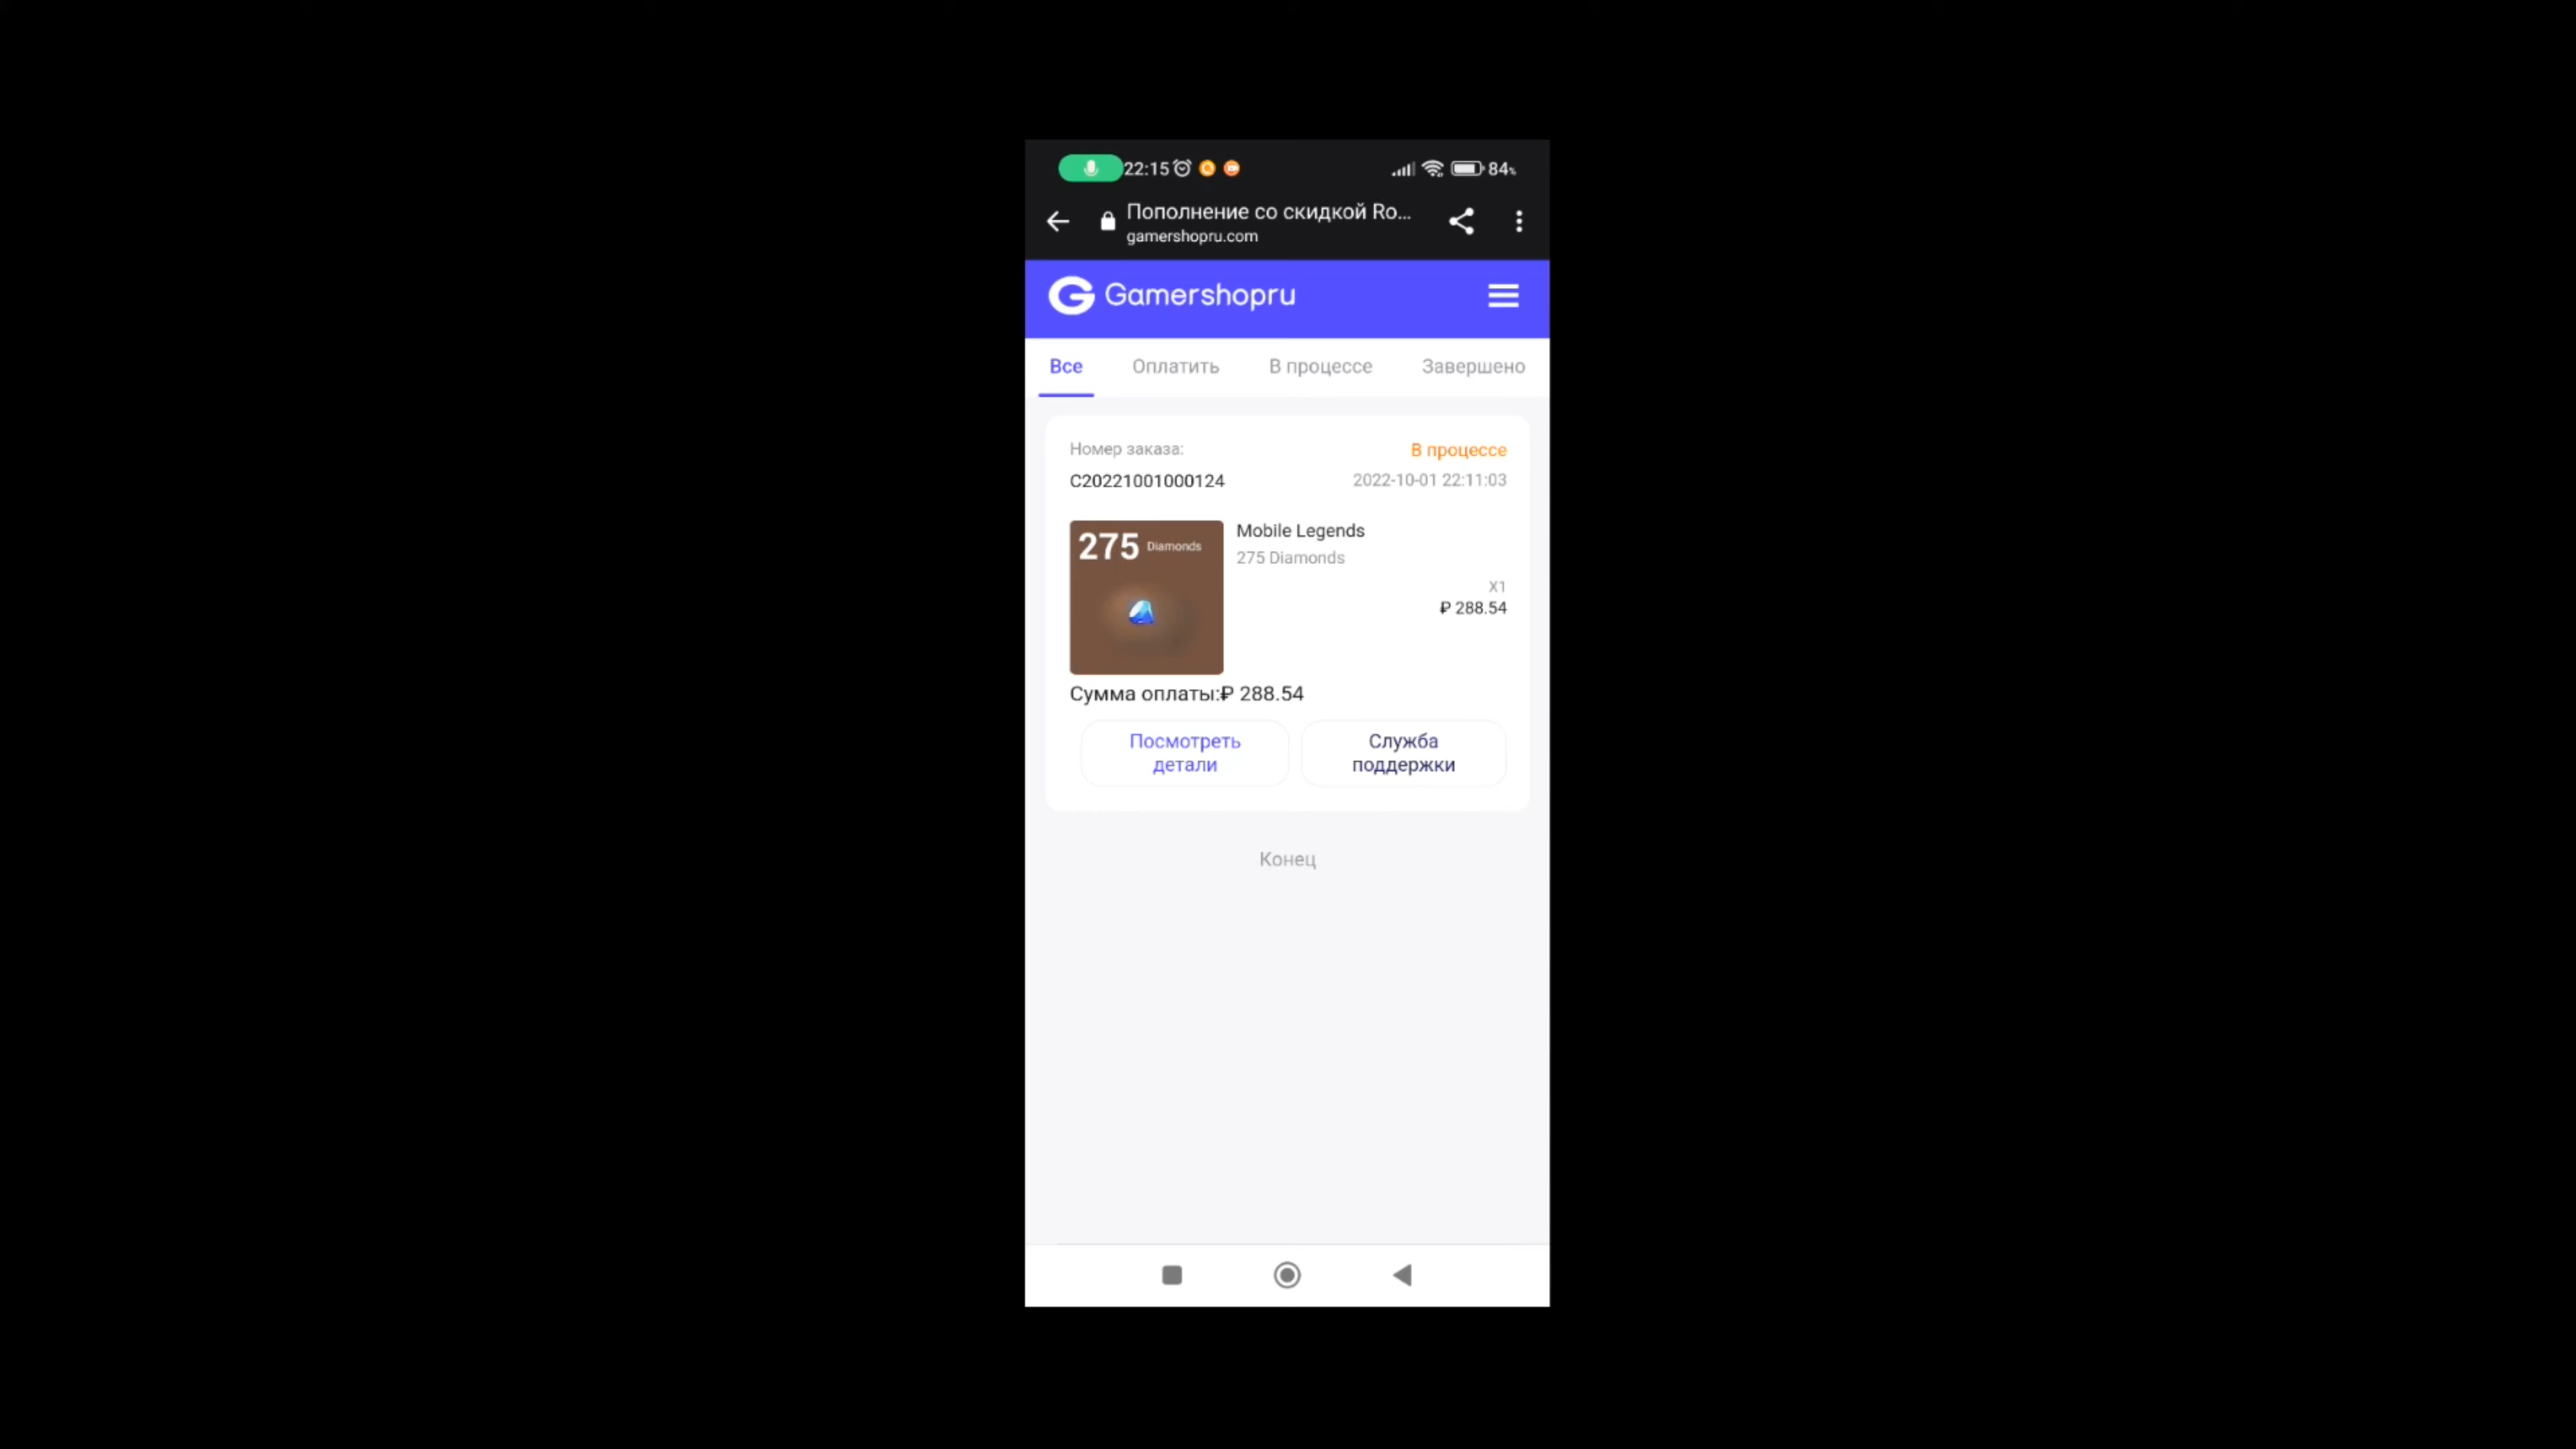 22:15
84%
Пополнение со скидкой Ro...
gamershopru.com
Gamershopru
Все Оплатить В процессе Завершено
Номер заказа: В процессе
C20221001000124 2022-10-01 22:11:03
275 Diamonds
Mobile Legends
275 Diamonds
X1
₽ 288.54
Сумма оплаты:₽ 288.54
Посмотреть
детали
Служба
поддержки
Конец